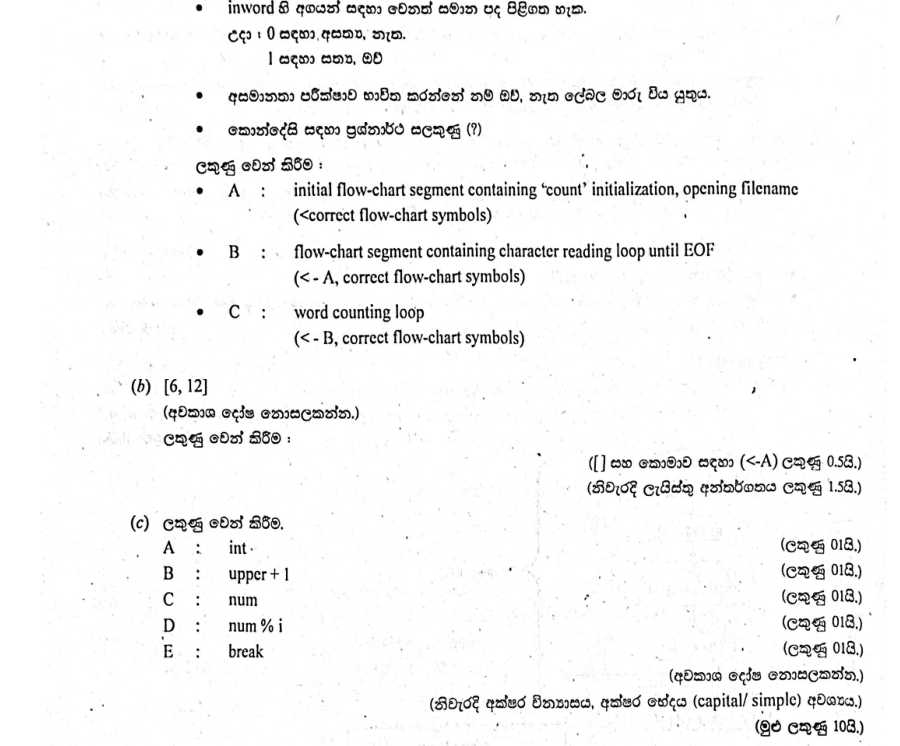 • inword හි අගයන් සඳහා වෙනත් සමාන පද පිළිගත හැක.
උදා : 0 සඳහා අසත්‍ය, නැත.
1 සඳහා සත්‍ය, ඔව්
• අසමානතා පරීක්ෂාව භාවිත කරන්නේ නම් ඔව්, නැත ලේබල මාරු විය යුතුය.
• කොන්දේසි සඳහා ප්‍රශ්නාර්ථ සලකුණු (?)
ලකුණු වෙන් කිරීම :
• A : initial flow-chart segment containing ‘count’ initialization, opening filename
(<correct flow-chart symbols)
• B : flow-chart segment containing character reading loop until EOF
(< - A, correct flow-chart symbols)
• C : word counting loop
(< - B, correct flow-chart symbols)
(b) [6, 12]
(අවකාශ දෝෂ නොසලකන්න.)
ලකුණු වෙන් කිරීම :
([ ] සහ කොමාව සඳහා (<-A) ලකුණු 0.5යි.)
(නිවැරදි ලැයිස්තු අන්තර්ගතය ලකුණු 1.5යි.)
(c) ලකුණු වෙන් කිරීම.
A : int (ලකුණු 01යි.)
B : upper + 1 (ලකුණු 01යි.)
C : num (ලකුණු 01යි.)
D : num % i (ලකුණු 01යි.)
E : break (ලකුණු 01යි.)
(අවකාශ දෝෂ නොසලකන්න.)
(නිවැරදි අක්ෂර වින්‍යාසය, අක්ෂර භේදය (capital/ simple) අවශ්‍යය.)
(මුළු ලකුණු 10යි.)